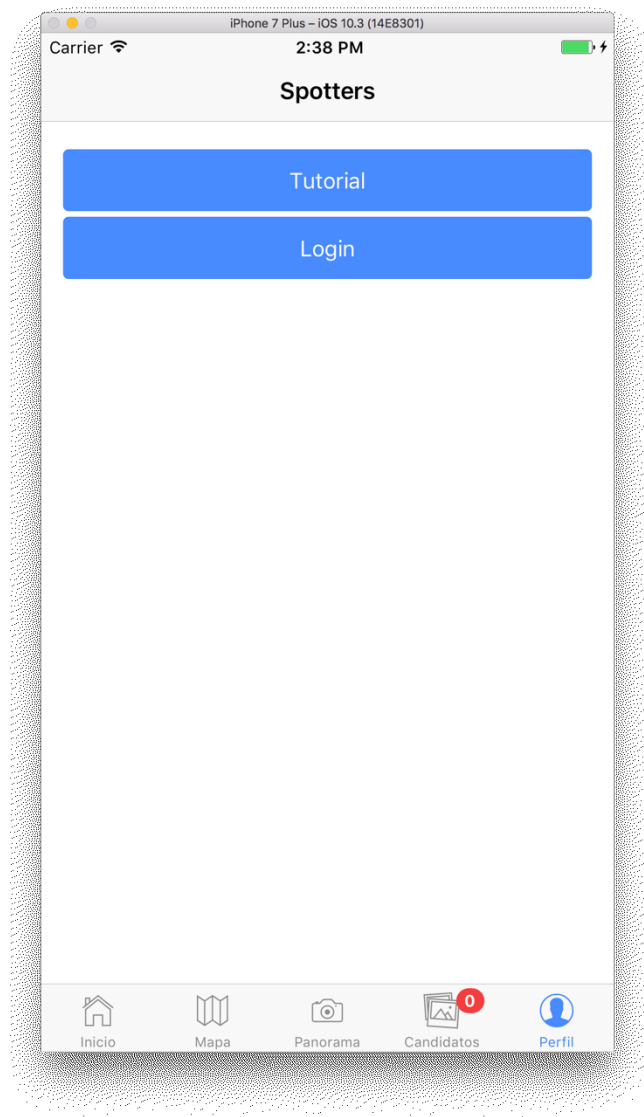 iPhone 7 Plus – iOS 10.3 (14E8301)
Carrier 2:38 PM
Spotters
Tutorial
Login
0
Inicio Mapa Panorama Candidatos Perfil